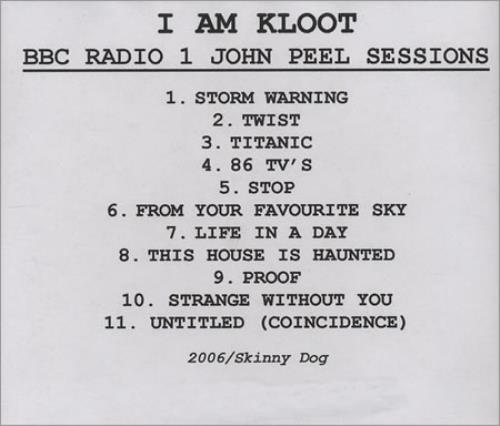 I AM KLOOT
BBC RADIO 1 JOHN PEEL SESSIONS
1. STORM WARNING
2. TWIST
3. TITANIC
4. 86 TV'S
5. STOP
6. FROM YOUR FAVOURITE SKY
7. LIFE IN A DAY
8. THIS HOUSE IS HAUNTED
9. PROOF
10. STRANGE WITHOUT YOU
11. UNTITLED (COINCIDENCE)
2006/Skinny Dog